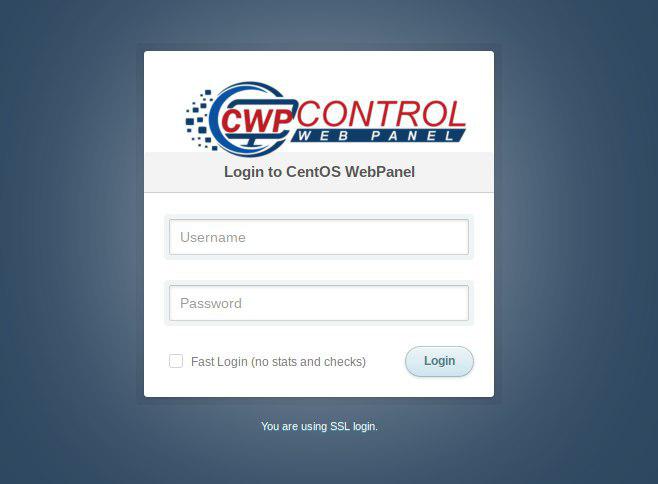 CWP CONTROL
WEB PANEL
Login to CentOS WebPanel
Username
Password
Fast Login (no stats and checks)
Login
You are using SSL login.